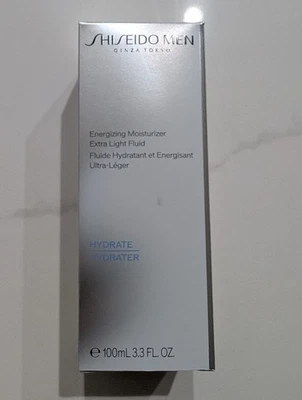 SHISEIDO MEN
GINZA TOKYO
Energizing Moisturizer
Extra Light Fluid
Fluide Hydratant et Energisant
Ultra-Léger
HYDRATE
HYDRATER
℮100mL 3.3 FL. OZ.